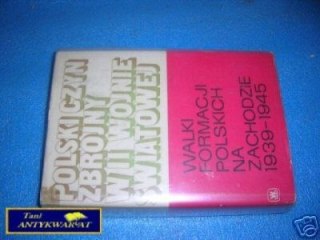 POLSKI CZYN
ZBROJNY
W II WOJNIE
ŚWIATOWEJ
WALKI
FORMACJI
POLSKICH
NA
ZACHODZIE
1939-1945
Tani
ANTYKWARIAT